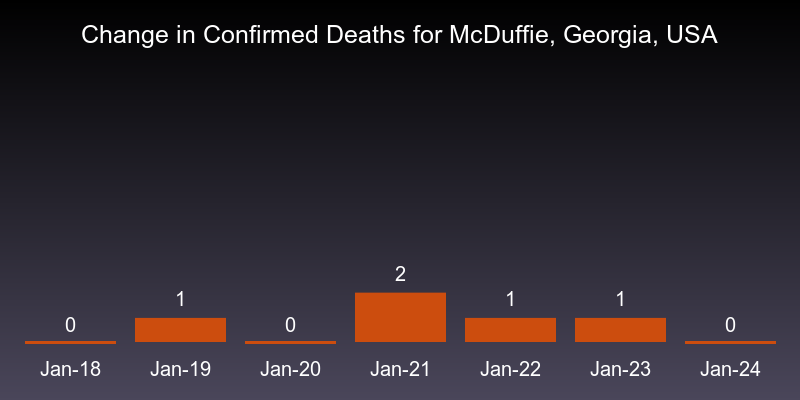 Change in Confirmed Deaths for McDuffie, Georgia, USA
0 1 0 2 1 1 0
Jan-18 Jan-19 Jan-20 Jan-21 Jan-22 Jan-23 Jan-24